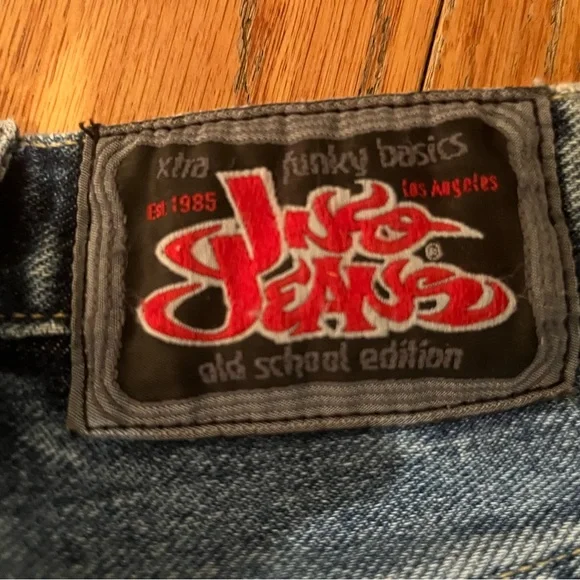 xtra funky basics
Est 1985 Los Angeles
JNCO
JEANS®
old school edition